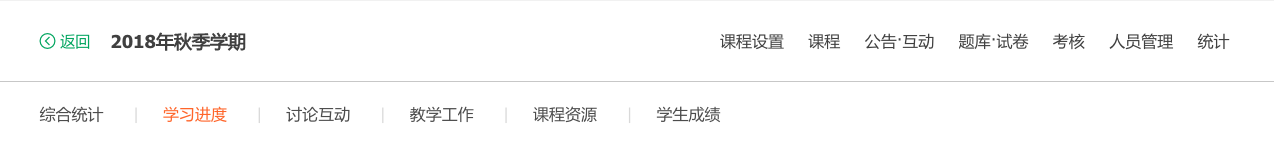 返回 2018年秋季学期 课程设置 课程 公告·互动 题库·试卷 考核 人员管理 统计
综合统计 | 学习进度 | 讨论互动 | 教学工作 | 课程资源 | 学生成绩